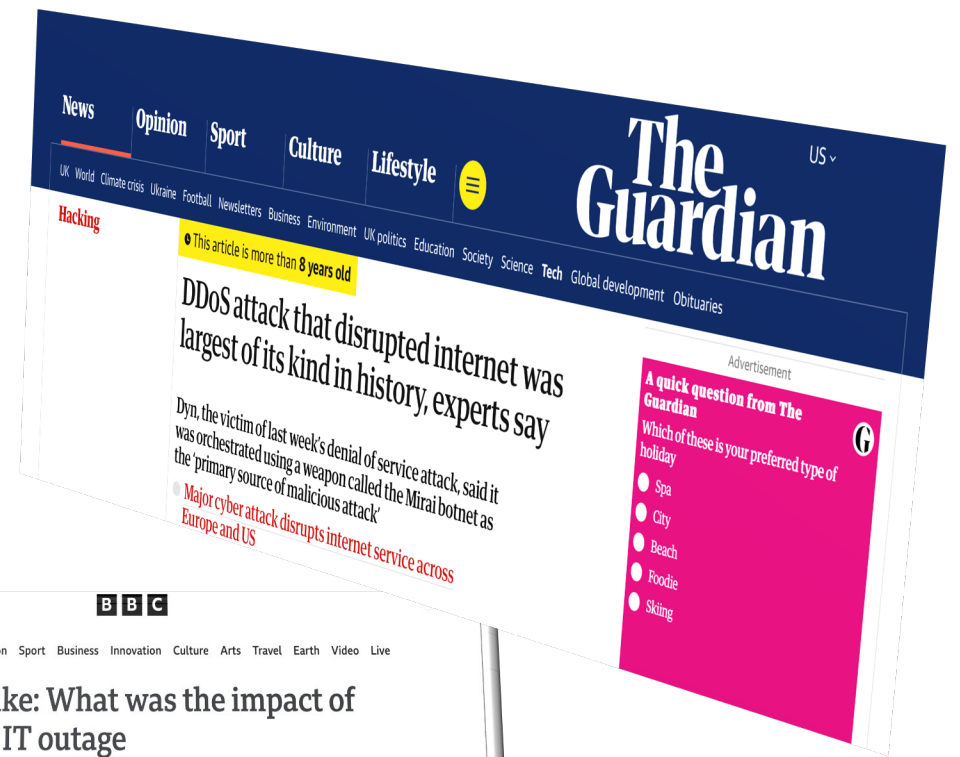 News Opinion Sport Culture Lifestyle
The
Guardian
US
UK World Climate crisis Ukraine Football Newsletters Business Environment UK politics Education Society Science Tech Global development Obituaries
Hacking
This article is more than 8 years old
DDoS attack that disrupted internet was
largest of its kind in history, experts say
Dyn, the victim of last week's denial of service attack, said it
was orchestrated using a weapon called the Mirai botnet as
the 'primary source of malicious attack'
Major cyber attack disrupts internet service across
Europe and US
Advertisement
A quick question from The
Guardian
G
Which of these is your preferred type of
holiday
Spa
City
Beach
Foodie
Skiing
BBC
n Sport Business Innovation Culture Arts Travel Earth Video Live
ke: What was the impact of
IT outage